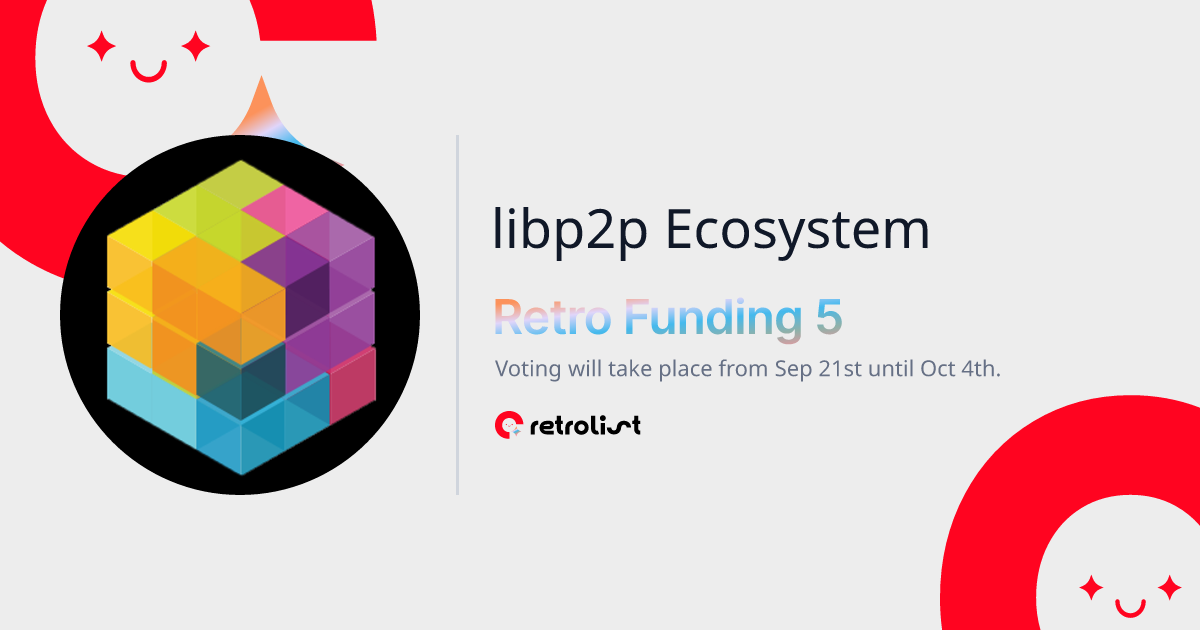 libp2p Ecosystem
Retro Funding 5
Voting will take place from Sep 21st until Oct 4th.
retrolist